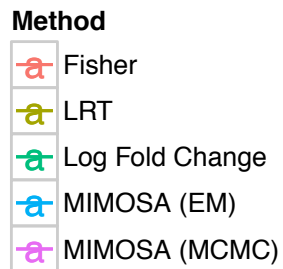 Method
a Fisher
a LRT
a Log Fold Change
a MIMOSA (EM)
a MIMOSA (MCMC)